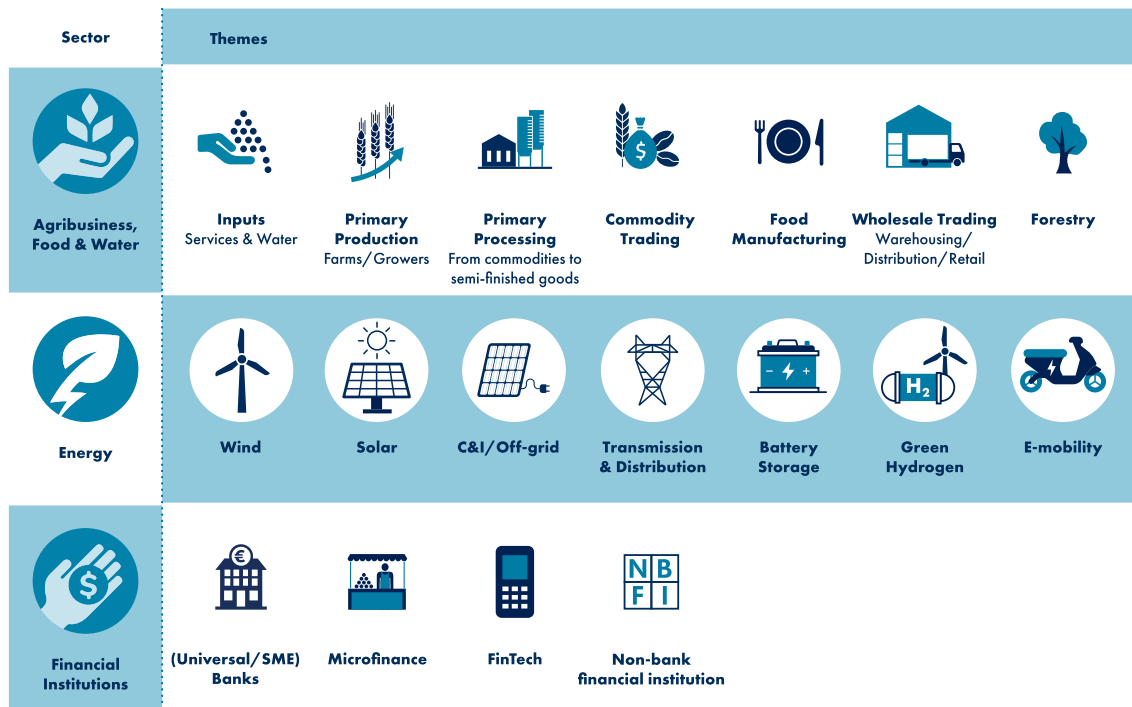 Sector
Themes
$
Agribusiness,
Food & Water
Inputs
Services & Water
Primary
Production
Farms/Growers
Primary
Processing
From commodities to
semi-finished goods
Commodity
Trading
Food
Manufacturing
Wholesale Trading
Warehousing/
Distribution/Retail
Forestry
- +
H2
Energy
Wind
Solar
C&I/Off-grid
Transmission
& Distribution
Battery
Storage
Green
Hydrogen
E-mobility
€
N B
F I
$
Financial
Institutions
(Universal/SME)
Banks
Microfinance
FinTech
Non-bank
financial institution